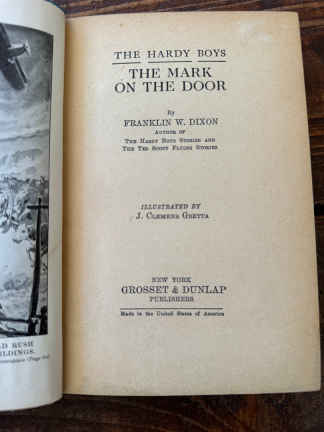 THE HARDY BOYS
THE MARK
ON THE DOOR
By
FRANKLIN W. DIXON
AUTHOR OF
THE HARDY BOYS STORIES AND
THE TED SCOTT FLYING STORIES
ILLUSTRATED BY
J. CLEMENS GRETTA
NEW YORK
GROSSET & DUNLAP
PUBLISHERS
Made in the United States of America
RUSH
LDINGS.